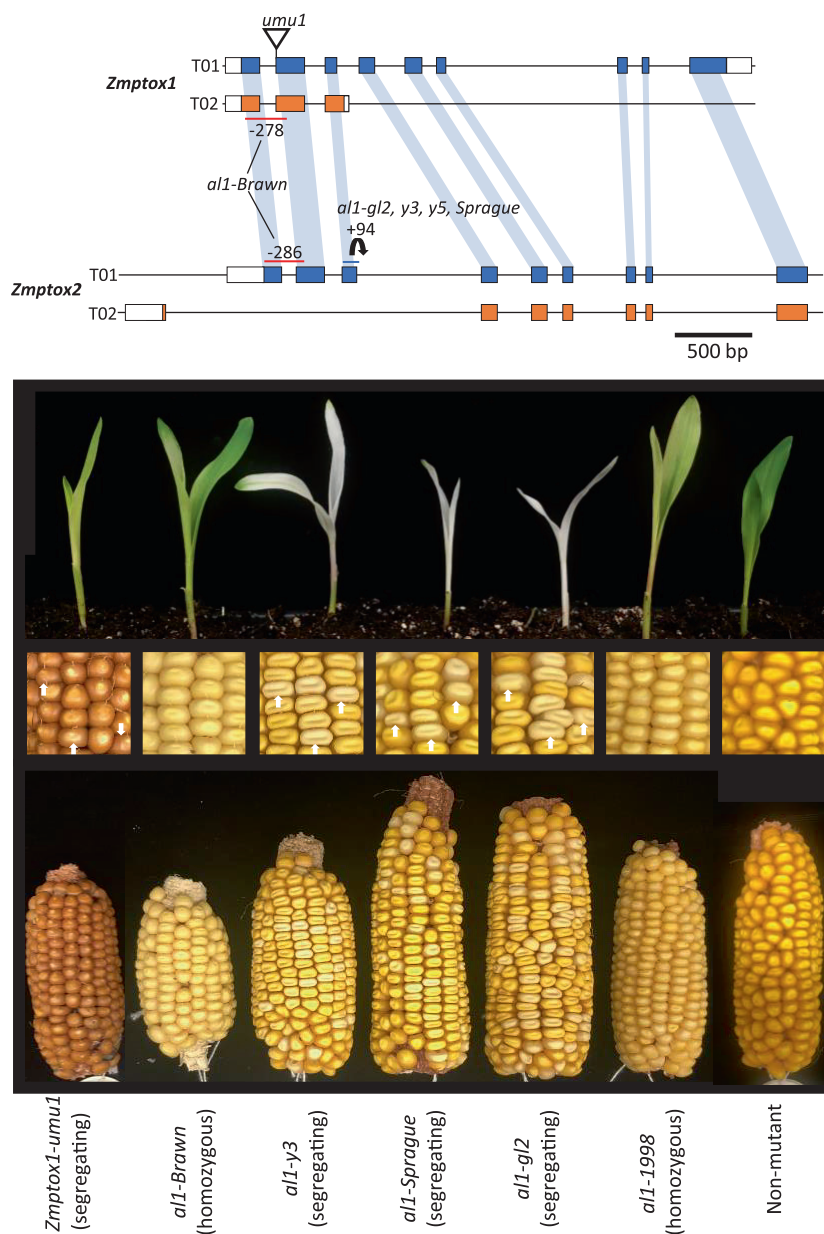 umu1
T01
Zmptox1
T02
-278
al1-Brawn
al1-gl2, y3, y5, Sprague
+94
-286
T01
Zmptox2
T02
500 bp
Zmptox1-umu1
(segregating)
al1-Brawn
(homozygous)
al1-y3
(segregating)
al1-Sprague
(segregating)
al1-gl2
(segregating)
al1-1998
(homozygous)
Non-mutant